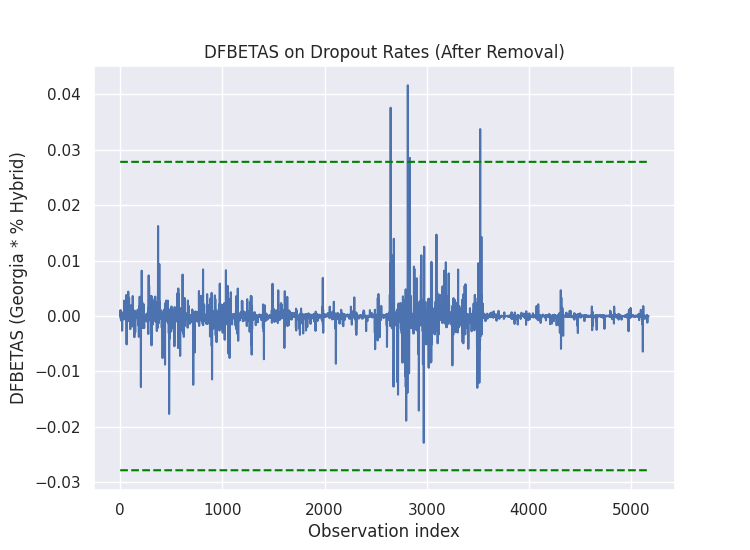 DFBETAS on Dropout Rates (After Removal)
DFBETAS (Georgia * % Hybrid)
0.04
0.03
0.02
0.01
0.00
−0.01
−0.02
−0.03
0 1000 2000 3000 4000 5000
Observation index